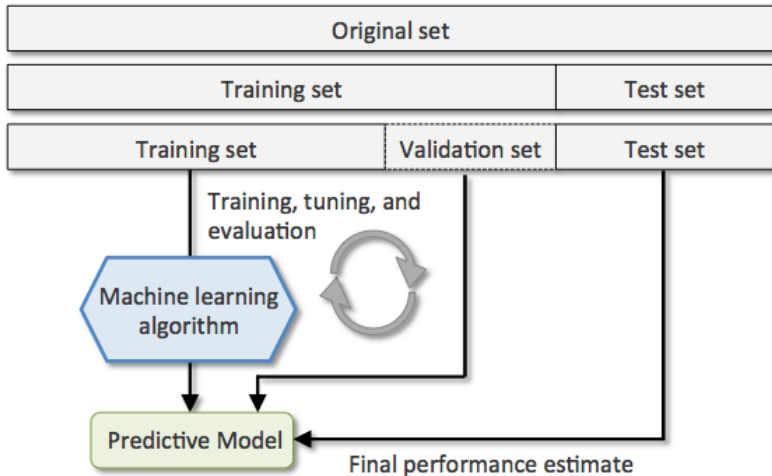 Original set
Training set
Test set
Training set
Validation set
Test set
Training, tuning, and
evaluation
Machine learning
algorithm
Predictive Model
Final performance estimate